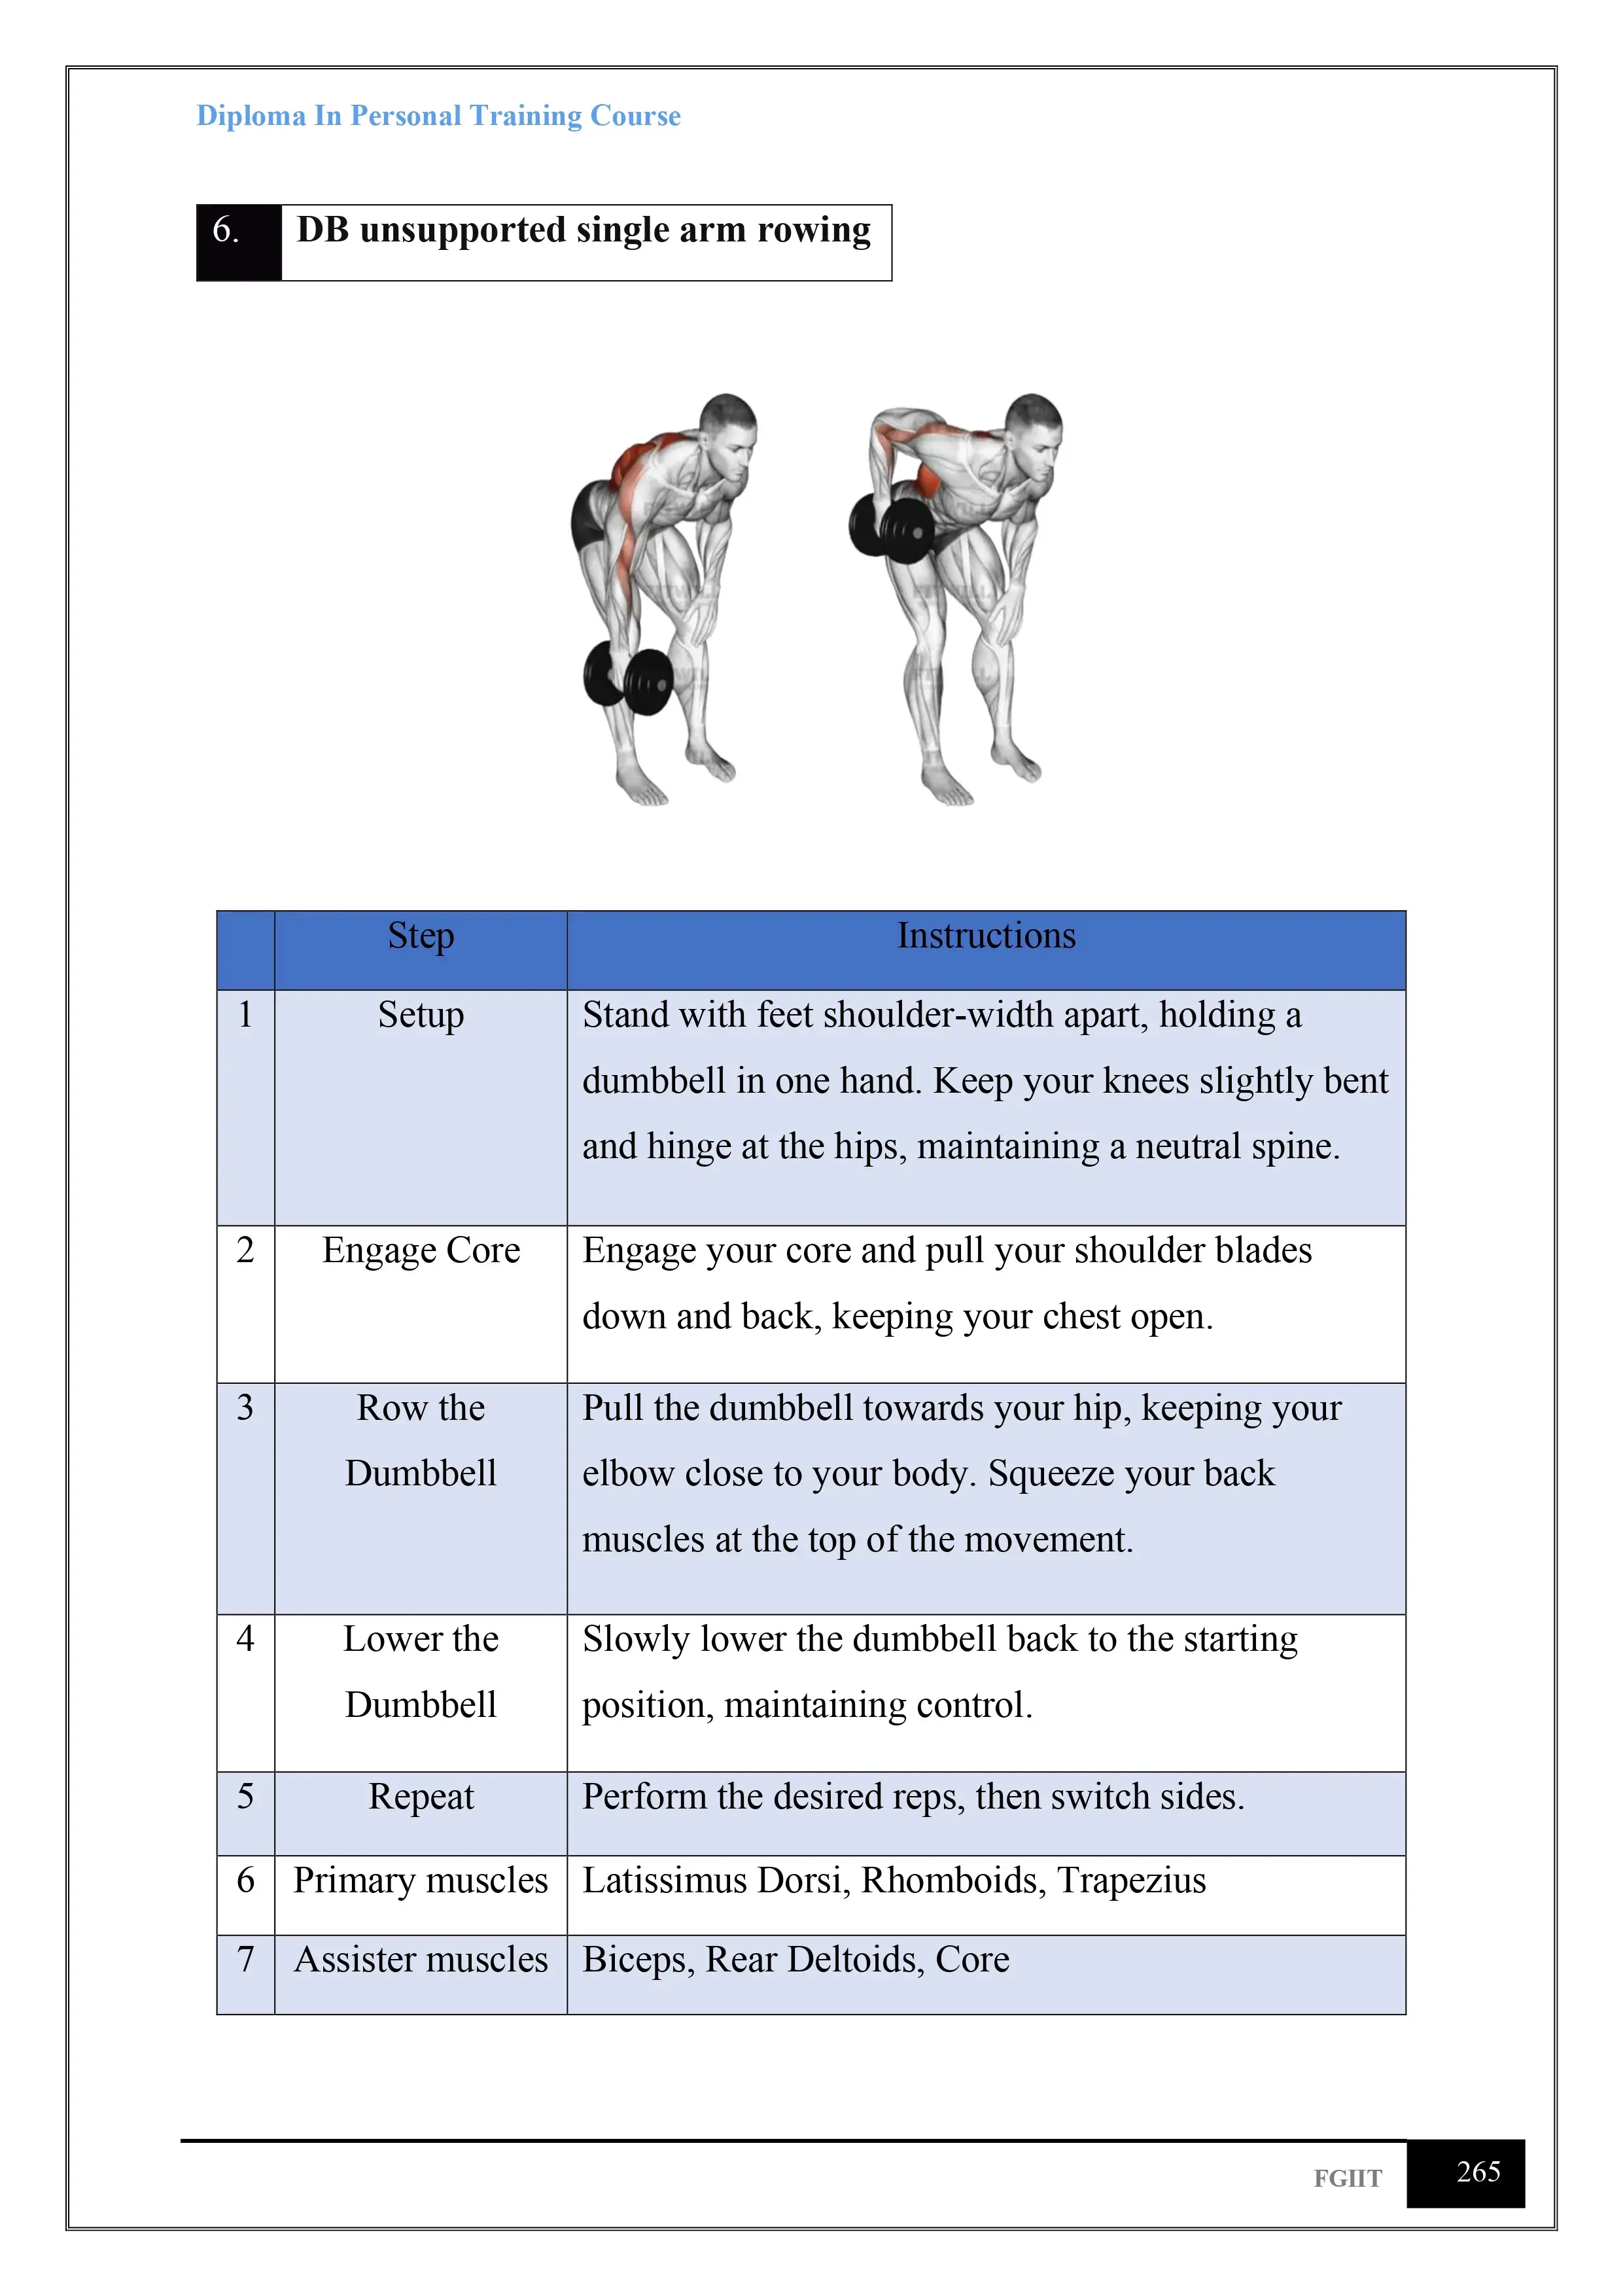 Diploma In Personal Training Course
6. DB unsupported single arm rowing
Step Instructions
1 Setup Stand with feet shoulder-width apart, holding a
dumbbell in one hand. Keep your knees slightly bent
and hinge at the hips, maintaining a neutral spine.
2 Engage Core Engage your core and pull your shoulder blades
down and back, keeping your chest open.
3 Row the Pull the dumbbell towards your hip, keeping your
Dumbbell elbow close to your body. Squeeze your back
muscles at the top of the movement.
4 Lower the Slowly lower the dumbbell back to the starting
Dumbbell position, maintaining control.
5 Repeat Perform the desired reps, then switch sides.
6 Primary muscles Latissimus Dorsi, Rhomboids, Trapezius
7 Assister muscles Biceps, Rear Deltoids, Core
FGIIT 265